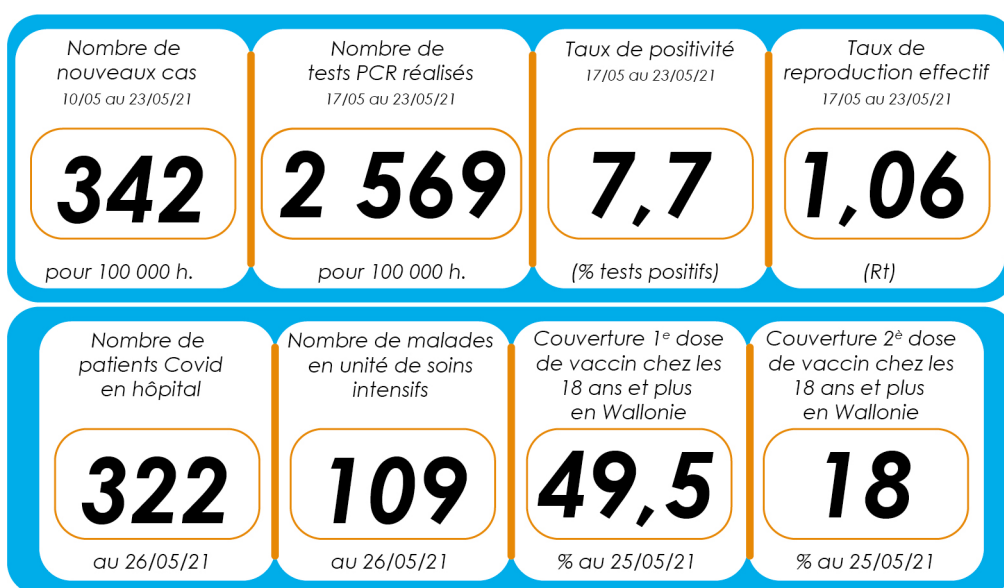 Nombre de
nouveaux cas
10/05 au 23/05/21
342
pour 100 000 h.
Nombre de
tests PCR réalisés
17/05 au 23/05/21
2 569
pour 100 000 h.
Taux de positivité
17/05 au 23/05/21
7,7
(% tests positifs)
Taux de
reproduction effectif
17/05 au 23/05/21
1,06
(Rt)
Nombre de
patients Covid
en hôpital
322
au 26/05/21
Nombre de malades
en unité de soins
intensifs
109
au 26/05/21
Couverture 1e dose
de vaccin chez les
18 ans et plus
en Wallonie
49,5
% au 25/05/21
Couverture 2è dose
de vaccin chez les
18 ans et plus
en Wallonie
18
% au 25/05/21